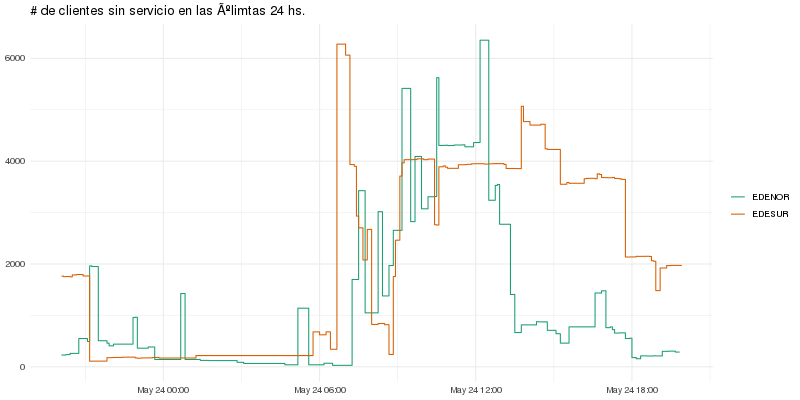 # de clientes sin servicio en las Ãºlimtas 24 hs.
6000
4000
2000
0
May 24 00:00
May 24 06:00
May 24 12:00
May 24 18:00
EDENOR
EDESUR